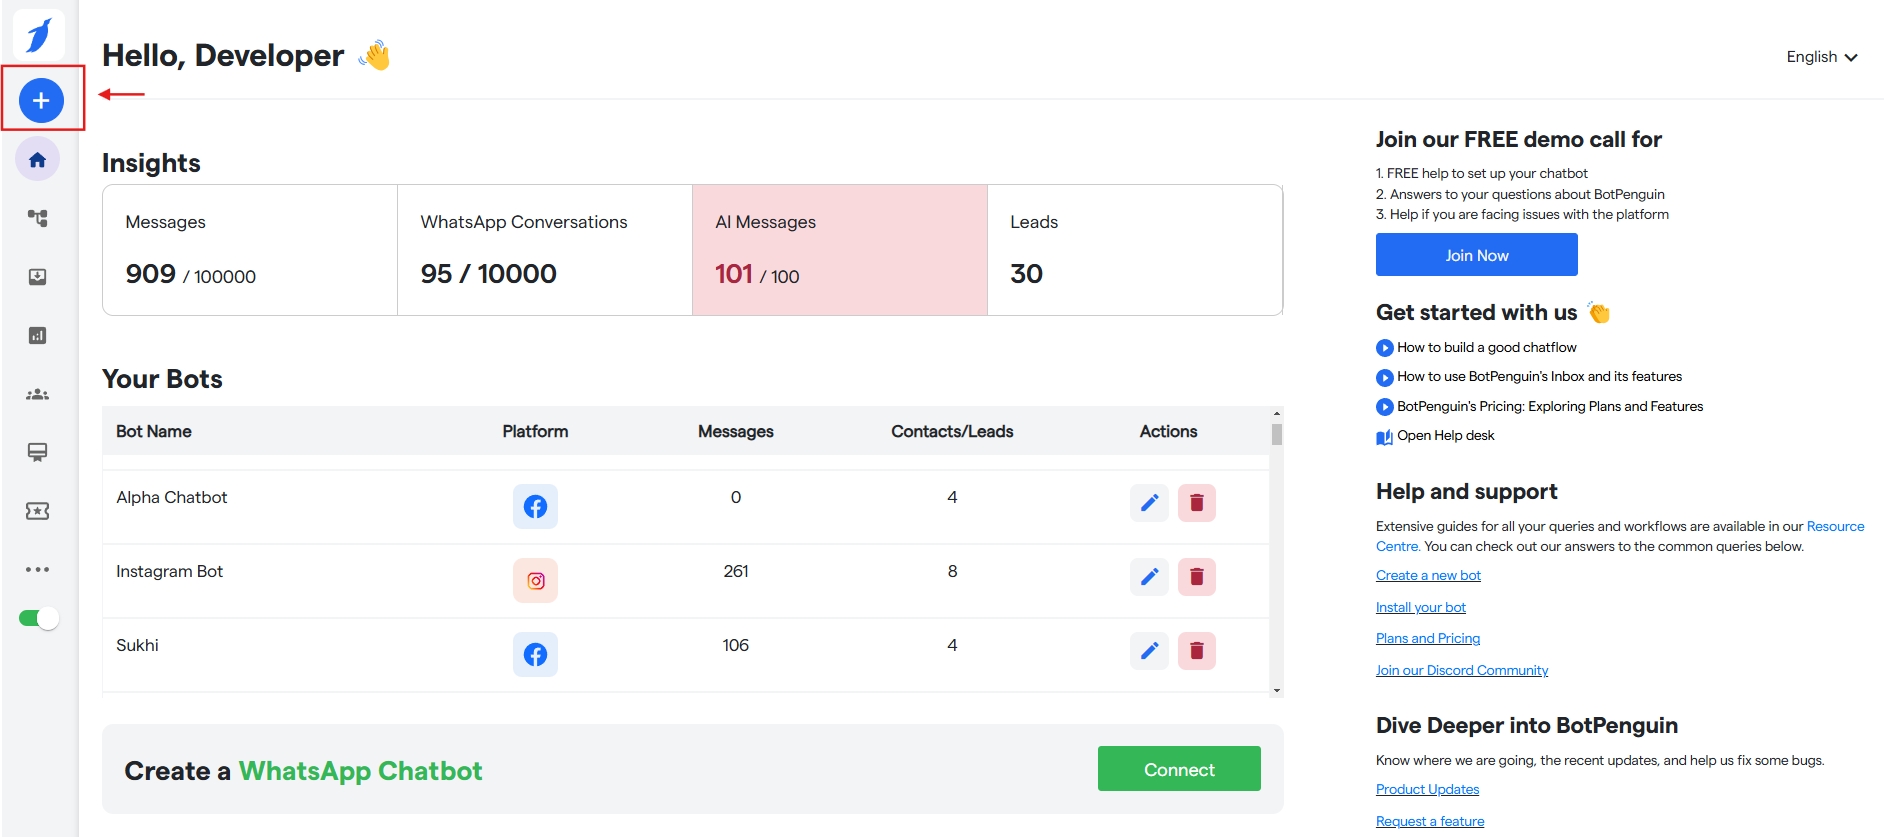 Hello, Developer
English
Insights
Messages
909 / 100000
WhatsApp Conversations
95 / 10000
AI Messages
101 / 100
Leads
30
Your Bots
Bot Name Platform Messages Contacts/Leads Actions
Alpha Chatbot 0 4
Instagram Bot 261 8
Sukhi 106 4
Create a WhatsApp Chatbot
Connect
Join our FREE demo call for
1. FREE help to set up your chatbot
2. Answers to your questions about BotPenguin
3. Help if you are facing issues with the platform
Join Now
Get started with us
How to build a good chatflow
How to use BotPenguin's Inbox and its features
BotPenguin's Pricing: Exploring Plans and Features
Open Help desk
Help and support
Extensive guides for all your queries and workflows are available in our Resource
Centre. You can check out our answers to the common queries below.
Create a new bot
Install your bot
Plans and Pricing
Join our Discord Community
Dive Deeper into BotPenguin
Know where we are going, the recent updates, and help us fix some bugs.
Product Updates
Request a feature